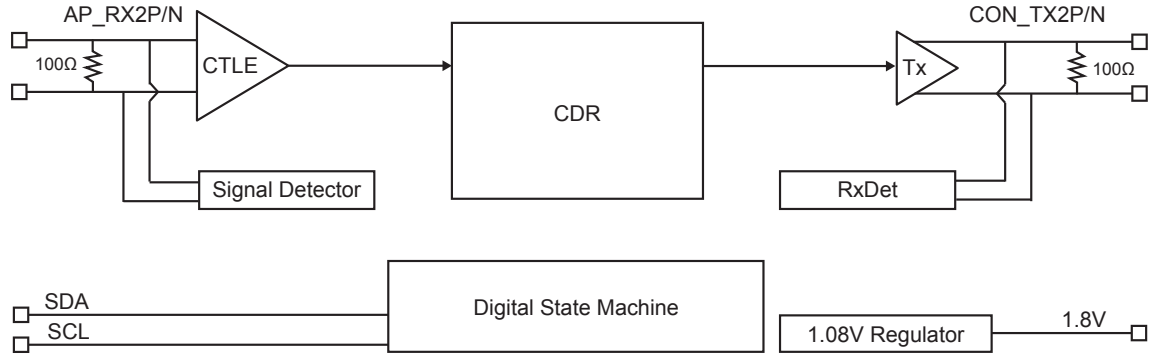 AP_RX2P/N
CON_TX2P/N
100Ω
CTLE
CDR
Tx
100Ω
Signal Detector
RxDet
SDA
SCL
Digital State Machine
1.08V Regulator
1.8V